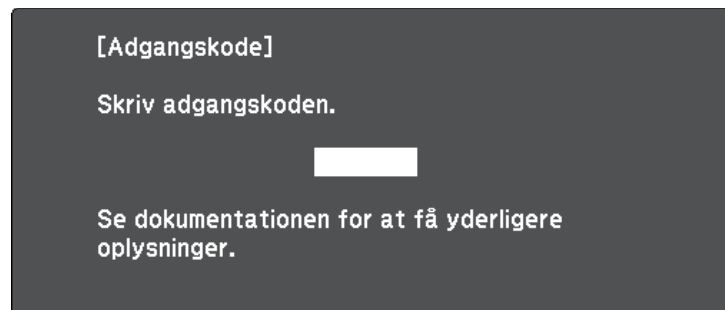 [Adgangskode]
Skriv adgangskoden.
Se dokumentationen for at få yderligere
oplysninger.